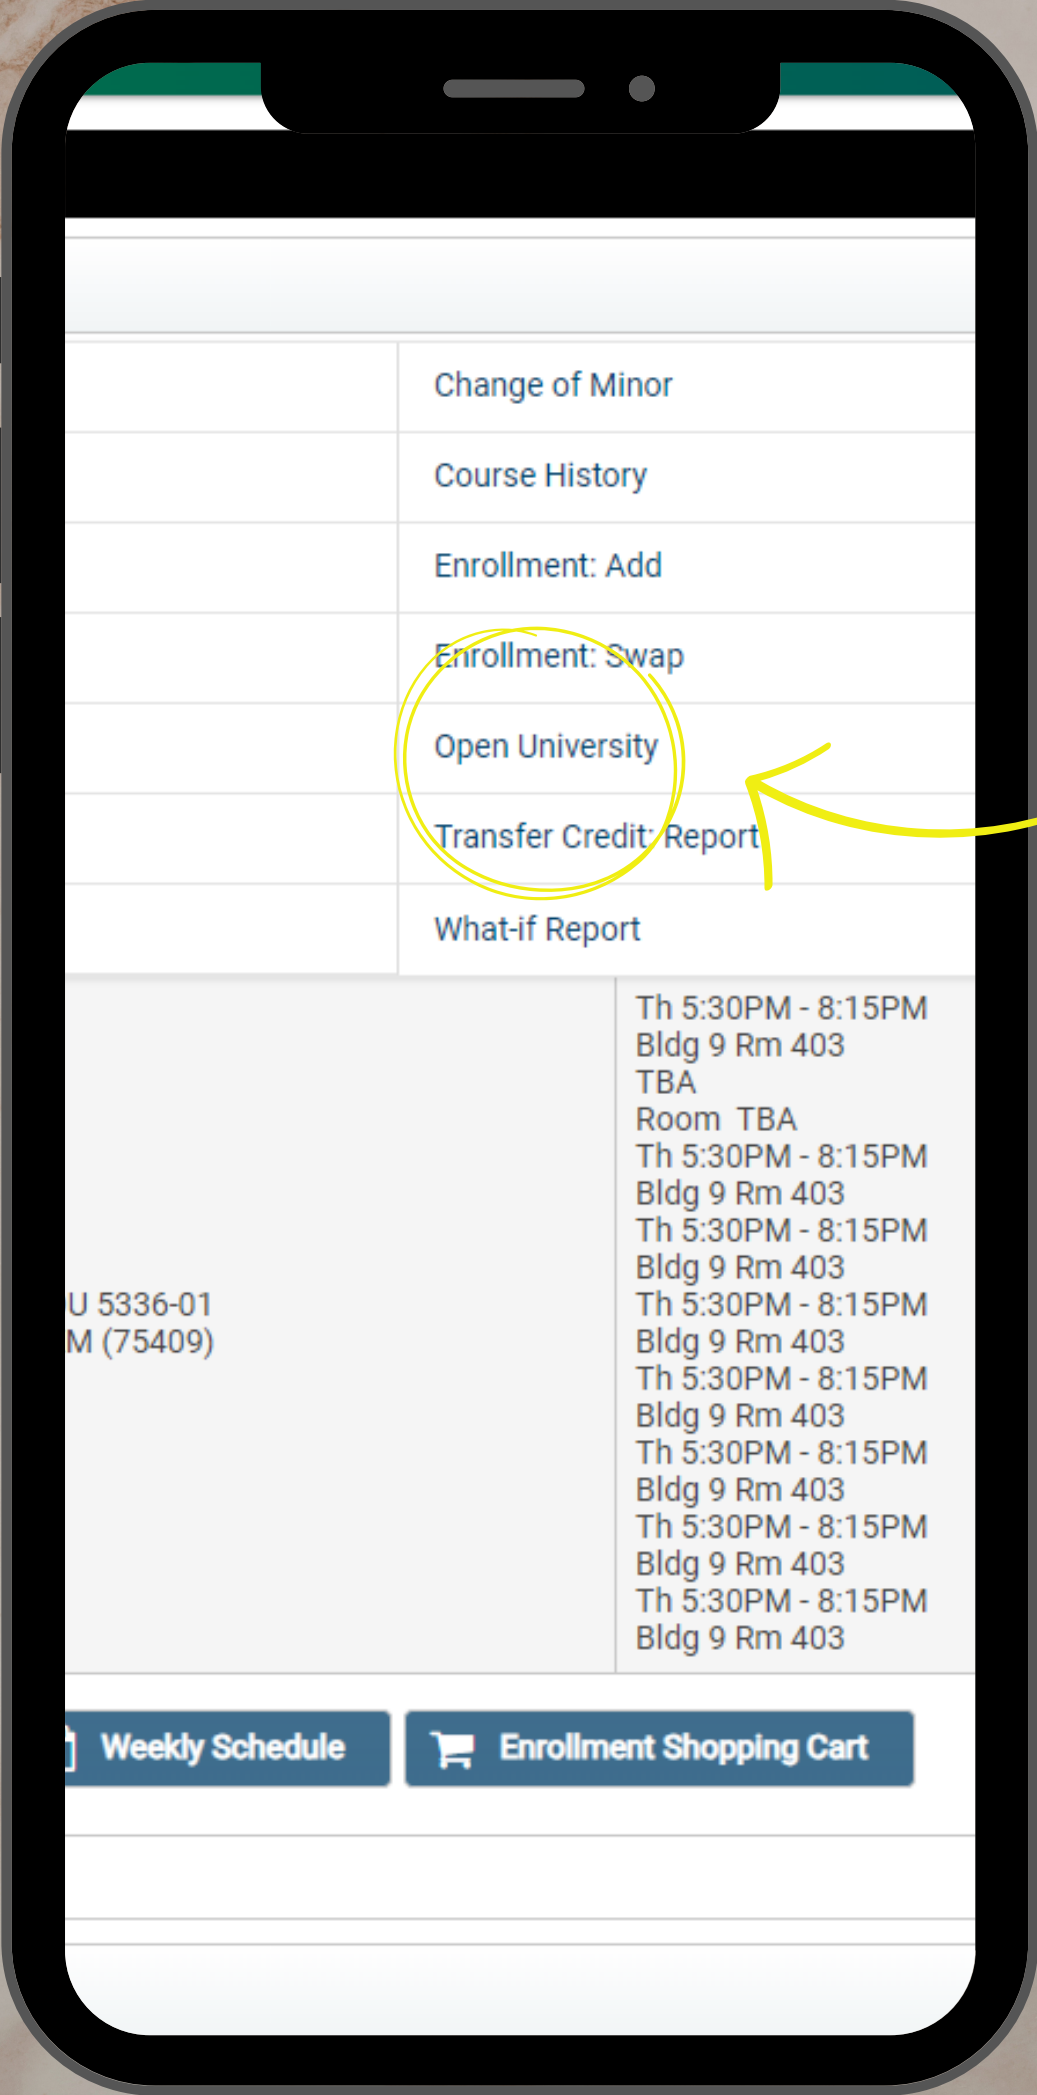 Change of Minor
Course History
Enrollment: Add
Enrollment: Swap
Open University
Transfer Credit: Report
What-if Report
Th 5:30PM - 8:15PM
Bldg 9 Rm 403
TBA
Room TBA
Th 5:30PM - 8:15PM
Bldg 9 Rm 403
Th 5:30PM - 8:15PM
Bldg 9 Rm 403
U 5336-01
Th 5:30PM - 8:15PM
M (75409)
Bldg 9 Rm 403
Th 5:30PM - 8:15PM
Bldg 9 Rm 403
Th 5:30PM - 8:15PM
Bldg 9 Rm 403
Th 5:30PM - 8:15PM
Bldg 9 Rm 403
Th 5:30PM - 8:15PM
Bldg 9 Rm 403
Weekly Schedule
Enrollment Shopping Cart